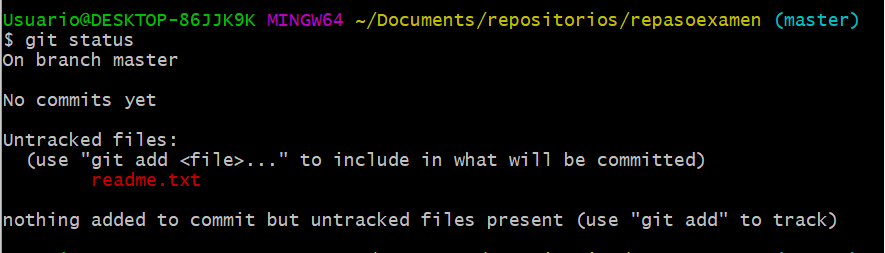 Usuario@DESKTOP-86JJK9K MINGW64 ~/Documents/repositorios/repasoexamen (master)
$ git status
On branch master
No commits yet
Untracked files:
(use "git add <file>..." to include in what will be committed)
readme.txt
nothing added to commit but untracked files present (use "git add" to track)